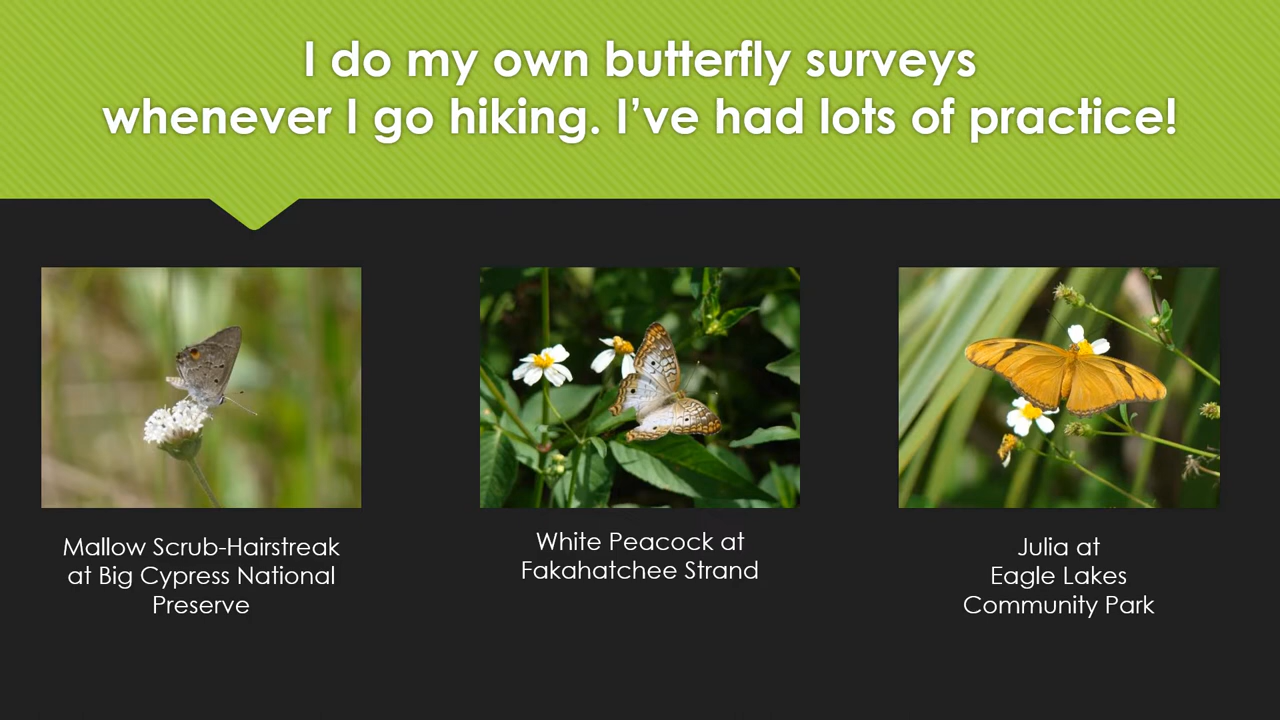 I do my own butterfly surveys
whenever I go hiking. I’ve had lots of practice!
Mallow Scrub-Hairstreak
at Big Cypress National
Preserve
White Peacock at
Fakahatchee Strand
Julia at
Eagle Lakes
Community Park